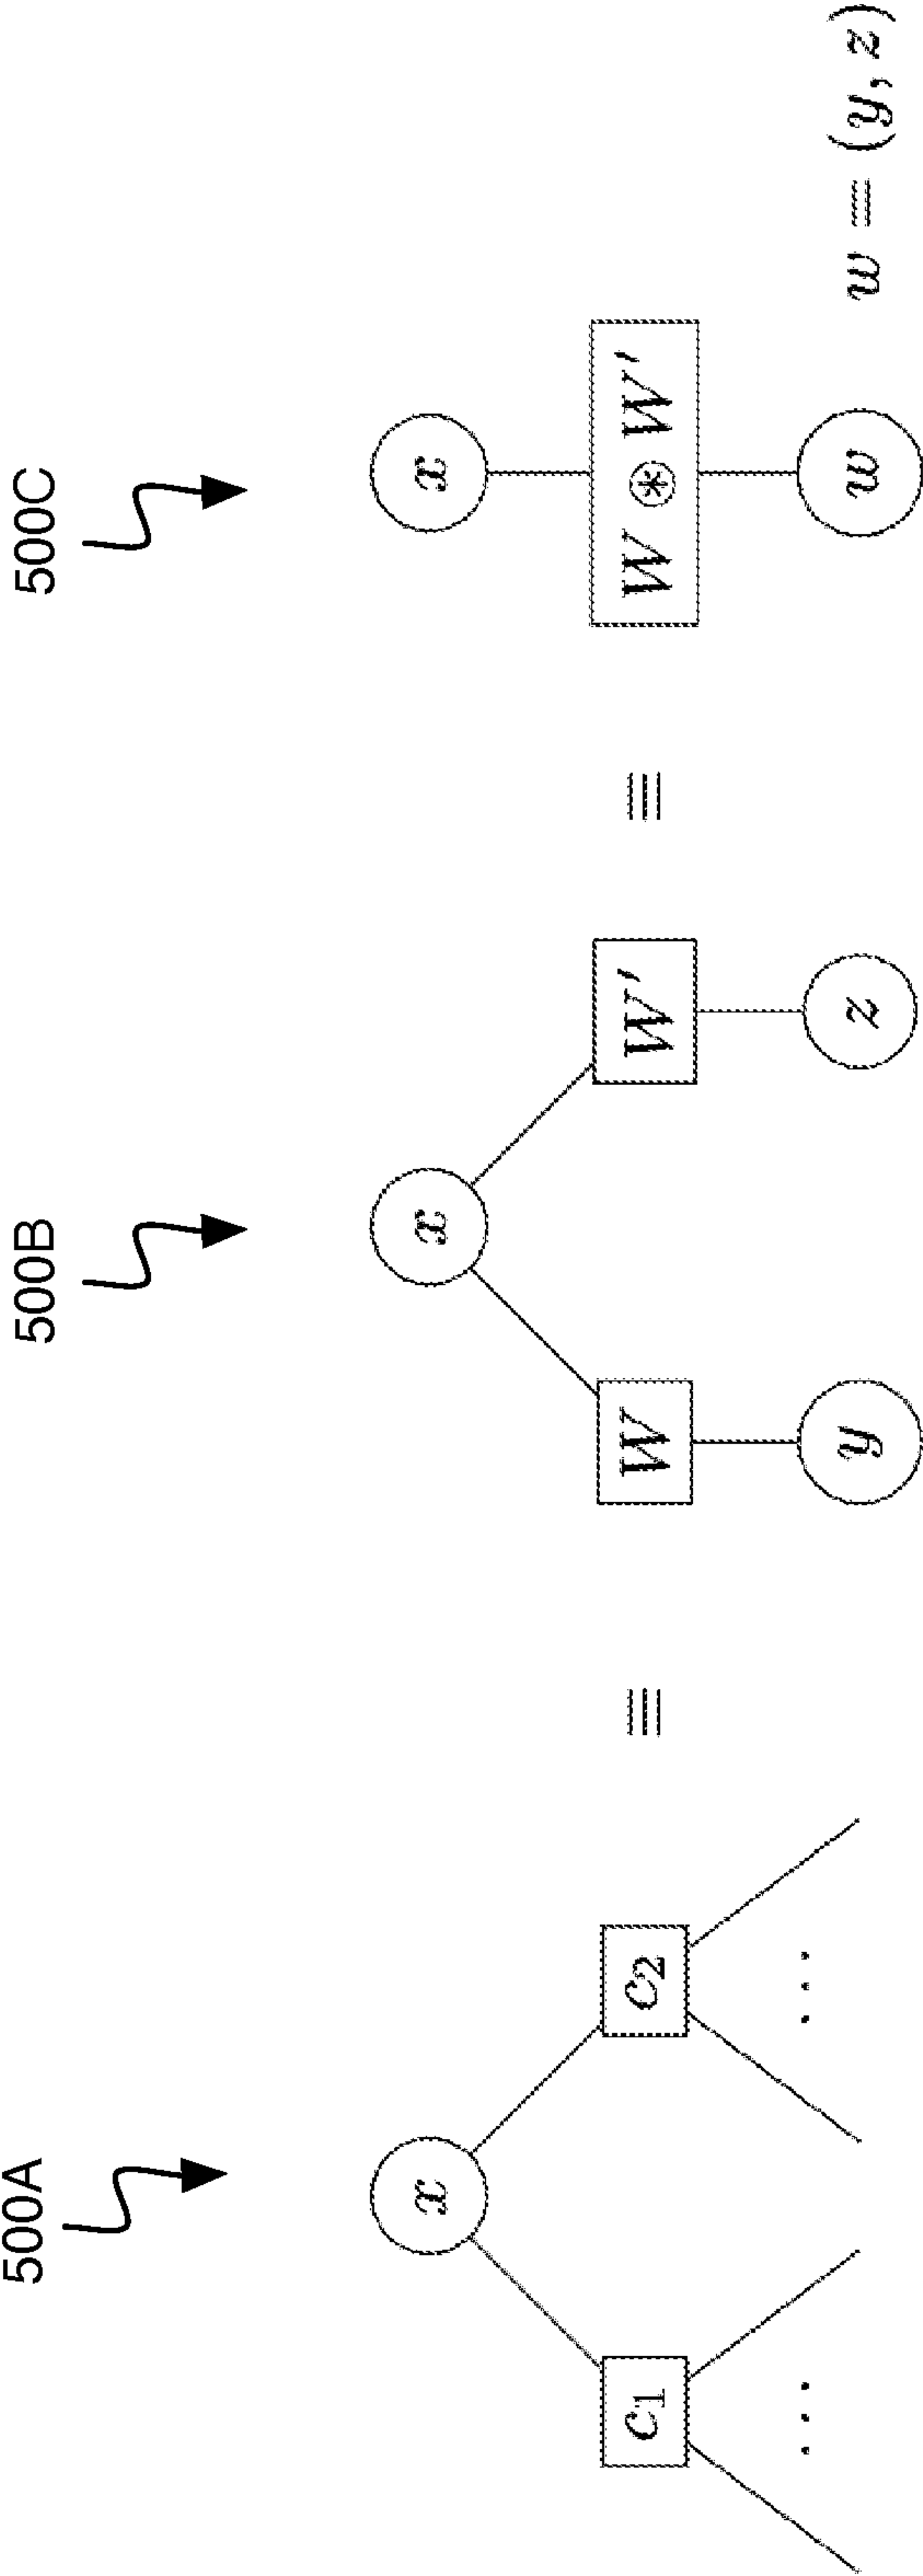 500A
500B
500C
x
x
x
c₁
c₂
≡
W
W′
≡
W ⊛ W′
...
...
y
z
w
w = (y, z)